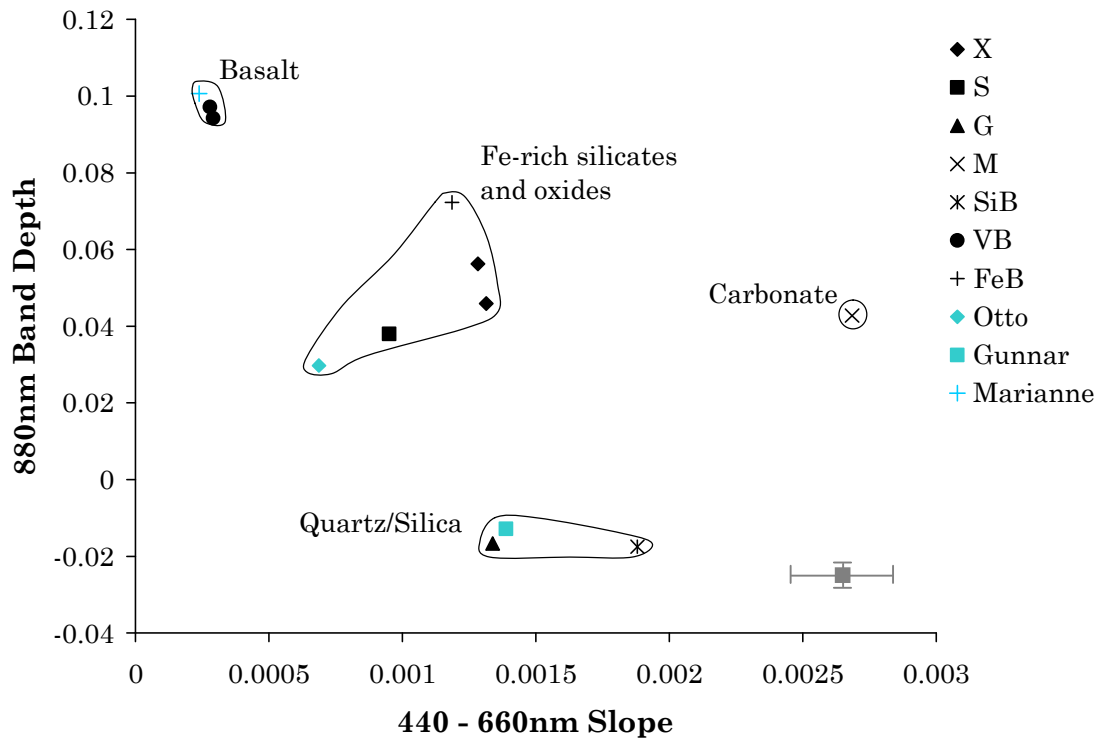 0.12
0.1
0.08
0.06
0.04
0.02
0
-0.02
-0.04
880nm Band Depth
Basalt
Fe-rich silicates
and oxides
Carbonate
Quartz/Silica
X
S
G
M
SiB
VB
FeB
Otto
Gunnar
Marianne
0 0.0005 0.001 0.0015 0.002 0.0025 0.003
440 - 660nm Slope